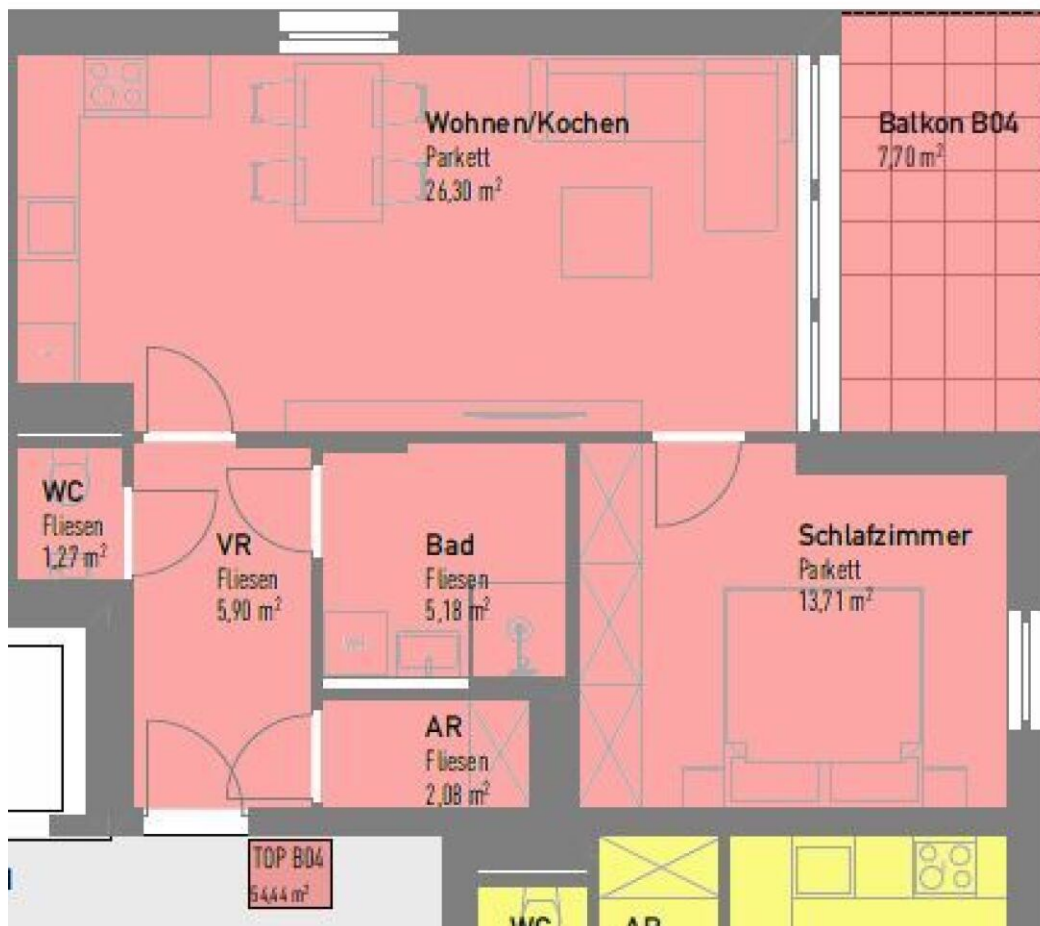 Wohnen/Kochen
Parkett
26,30 m²
Balkon B04
7,70 m²
WC
Fliesen
1,27 m²
VR
Fliesen
5,90 m²
Bad
Fliesen
5,18 m²
Schlafzimmer
Parkett
13,71 m²
AR
Fliesen
2,08 m²
TOP B04
54,44 m²
WC
AR